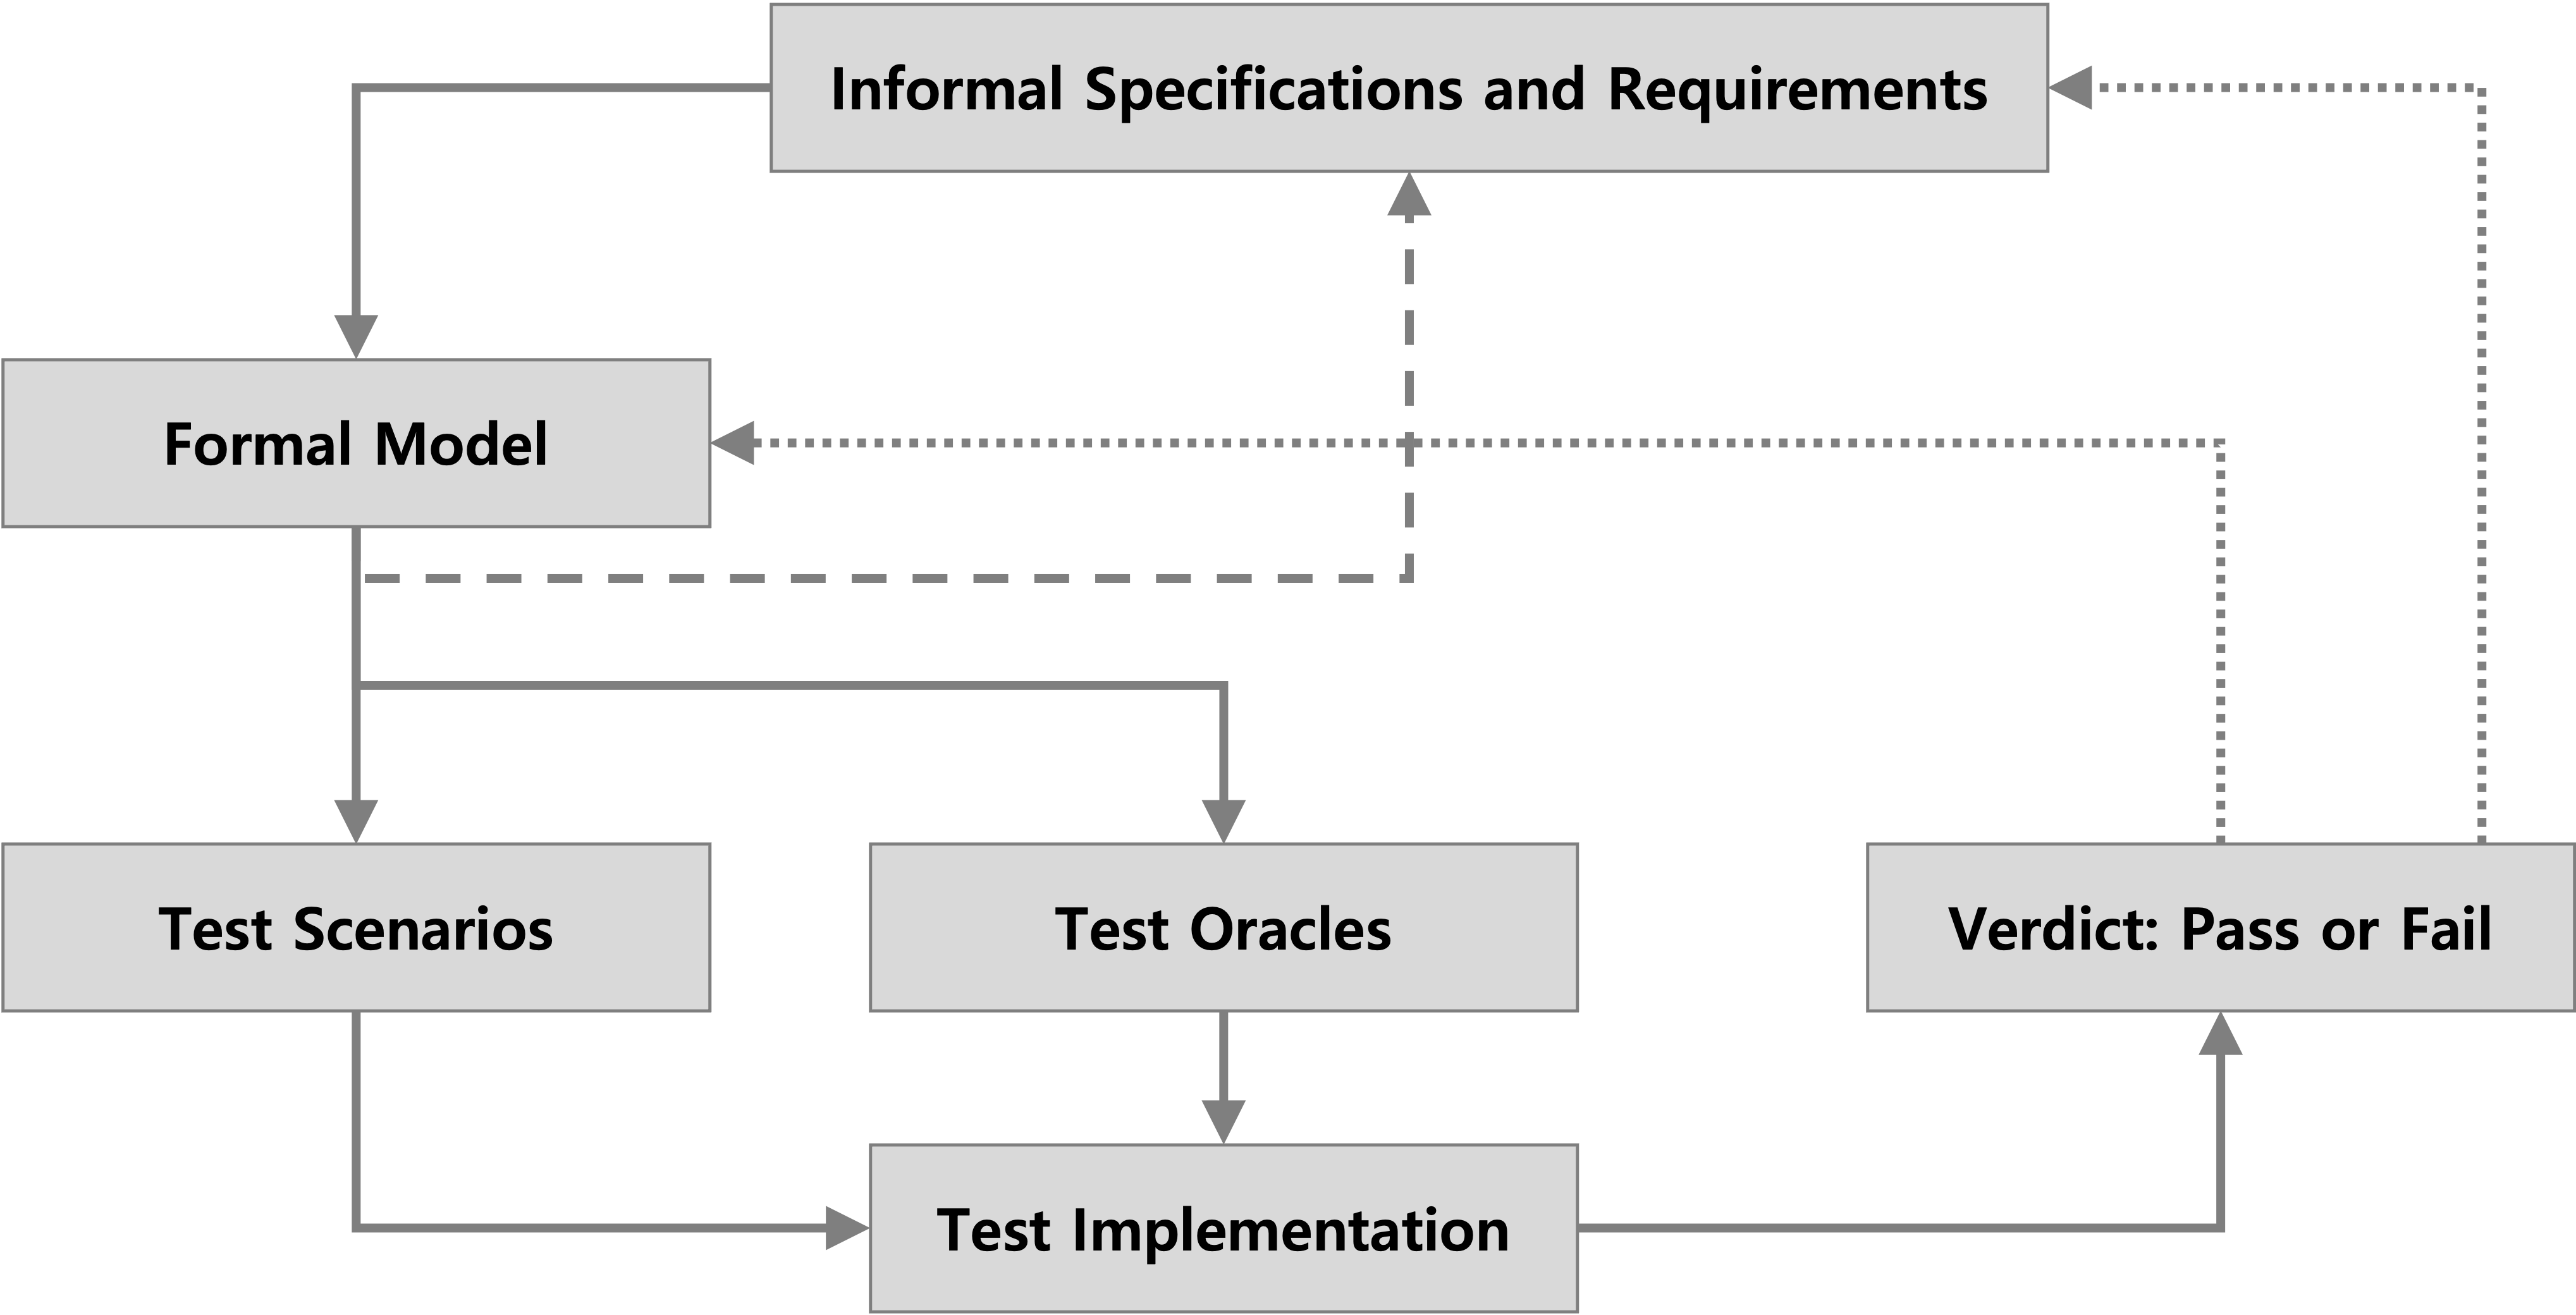 Informal Specifications and Requirements
Formal Model
Test Scenarios
Test Oracles
Verdict: Pass or Fail
Test Implementation